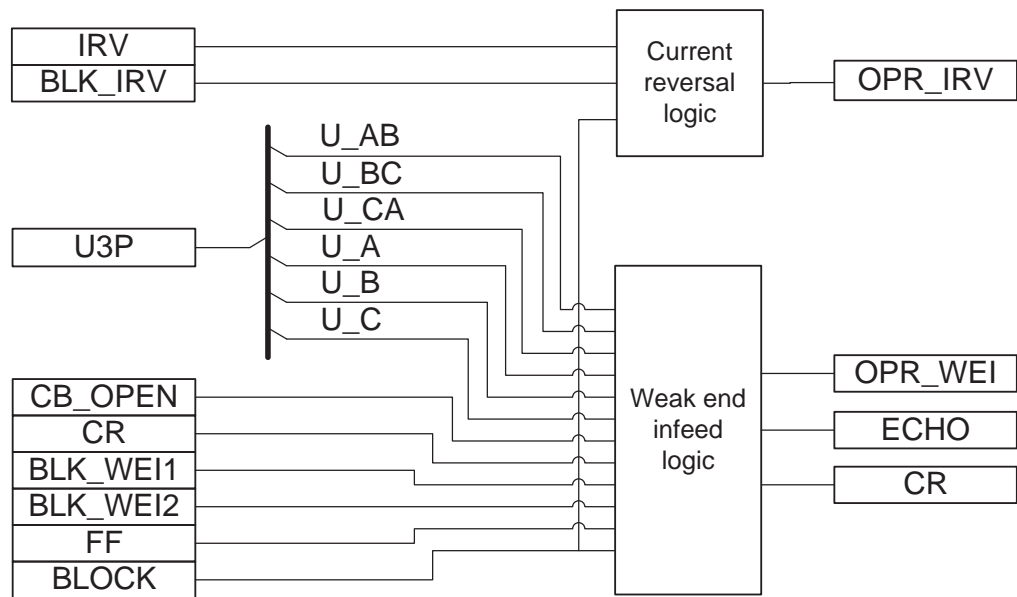 IRV
BLK_IRV
Current
reversal
logic
OPR_IRV
U_AB
U_BC
U_CA
U_A
U_B
U_C
U3P
CB_OPEN
CR
BLK_WEI1
BLK_WEI2
FF
BLOCK
Weak end
infeed
logic
OPR_WEI
ECHO
CR